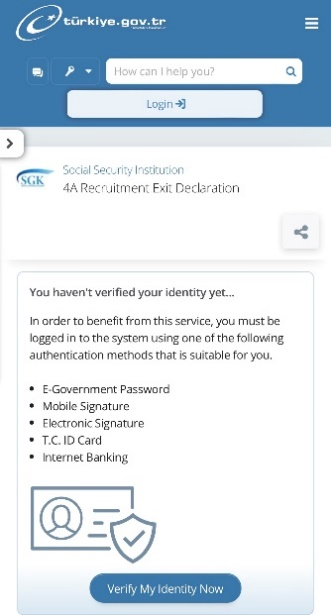 türkiye.gov.tr
How can I help you?
Login
Social Security Institution
SGK
4A Recruitment Exit Declaration
You haven't verified your identity yet...
In order to benefit from this service, you must be
logged in to the system using one of the following
authentication methods that is suitable for you.
• E-Government Password
• Mobile Signature
• Electronic Signature
• T.C. ID Card
• Internet Banking
Verify My Identity Now